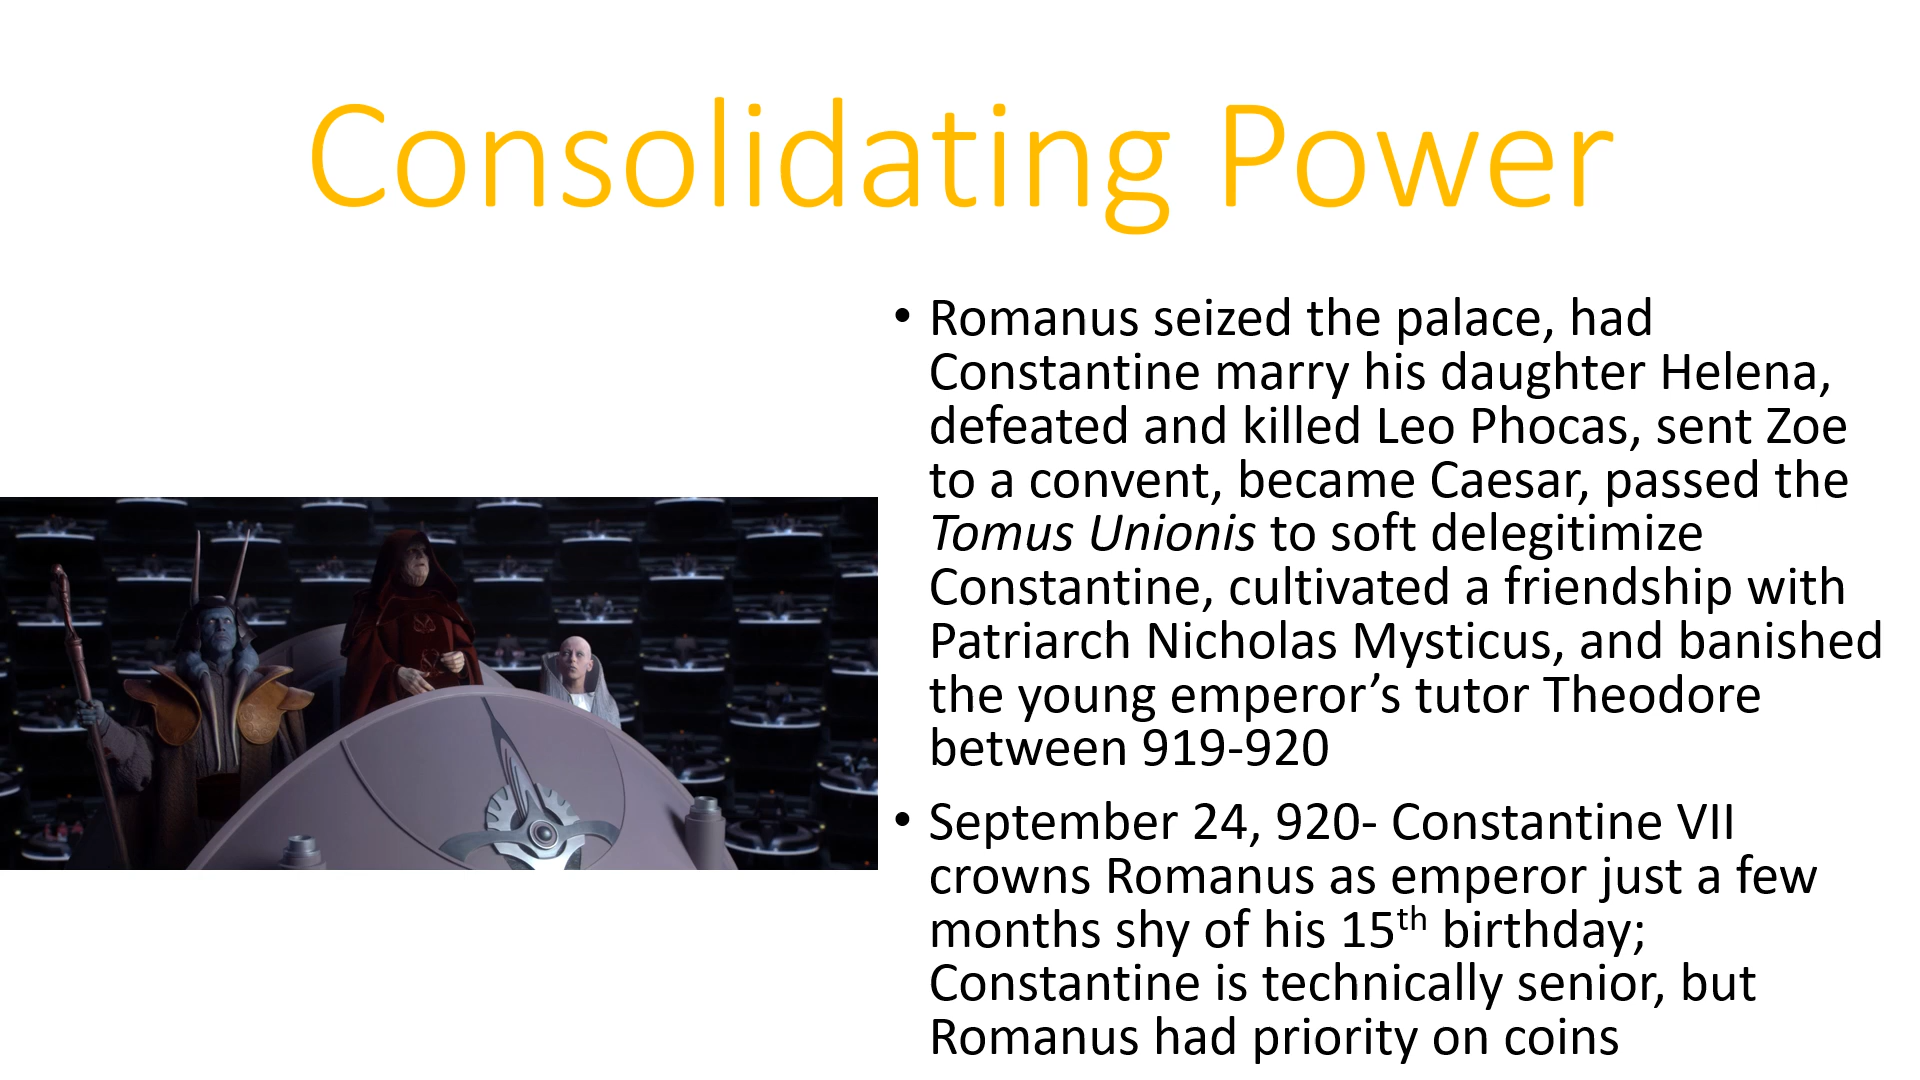 Consolidating Power
• Romanus seized the palace, had
Constantine marry his daughter Helena,
defeated and killed Leo Phocas, sent Zoe
to a convent, became Caesar, passed the
Tomus Unionis to soft delegitimize
Constantine, cultivated a friendship with
Patriarch Nicholas Mysticus, and banished
the young emperor’s tutor Theodore
between 919-920
• September 24, 920- Constantine VII
crowns Romanus as emperor just a few
months shy of his 15th birthday;
Constantine is technically senior, but
Romanus had priority on coins